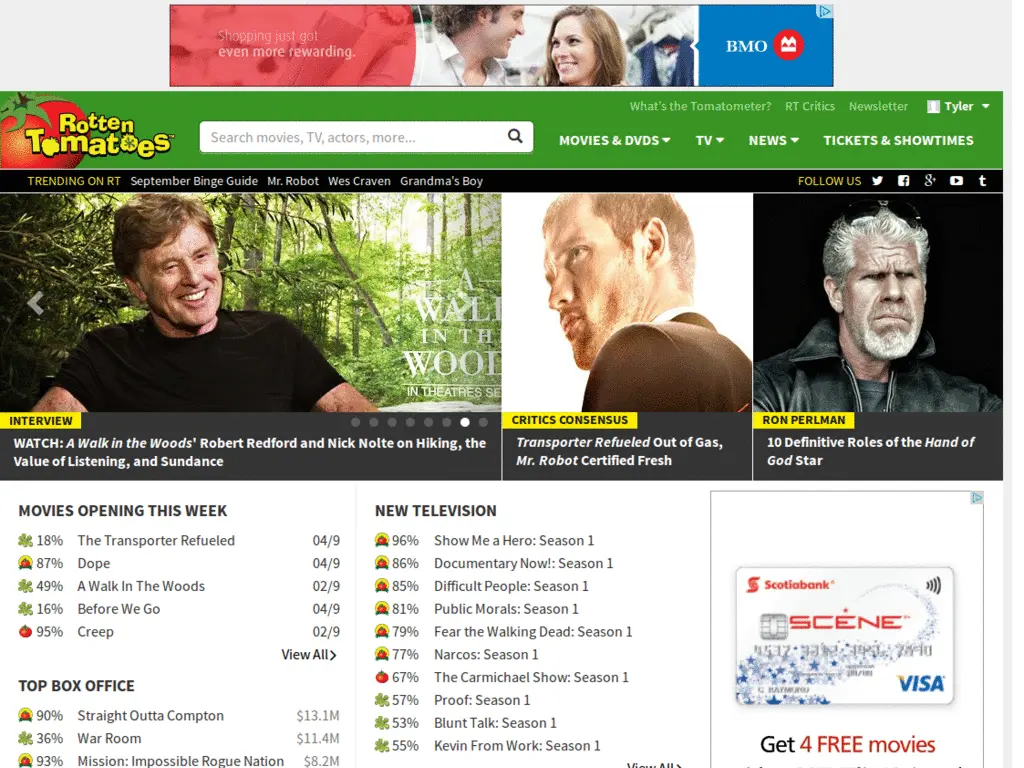 Shopping just got
even more rewarding.
BMO
What's the Tomatometer? RT Critics Newsletter Tyler
Rotten
Tomatoes
Search movies, TV, actors, more...
MOVIES & DVDS TV NEWS TICKETS & SHOWTIMES
TRENDING ON RT September Binge Guide Mr. Robot Wes Craven Grandma's Boy FOLLOW US
A
WAL
IN TH
WOO
IN THEATRES SE
INTERVIEW
WATCH: A Walk in the Woods' Robert Redford and Nick Nolte on Hiking, the
Value of Listening, and Sundance
CRITICS CONSENSUS
Transporter Refueled Out of Gas,
Mr. Robot Certified Fresh
RON PERLMAN
10 Definitive Roles of the Hand of
God Star
MOVIES OPENING THIS WEEK
18% The Transporter Refueled 04/9
87% Dope 04/9
49% A Walk In The Woods 02/9
16% Before We Go 04/9
95% Creep 02/9
View All
TOP BOX OFFICE
90% Straight Outta Compton $13.1M
36% War Room $11.4M
93% Mission: Impossible Rogue Nation $8.2M
NEW TELEVISION
96% Show Me a Hero: Season 1
86% Documentary Now!: Season 1
85% Difficult People: Season 1
81% Public Morals: Season 1
79% Fear the Walking Dead: Season 1
77% Narcos: Season 1
67% The Carmichael Show: Season 1
57% Proof: Season 1
53% Blunt Talk: Season 1
55% Kevin From Work: Season 1
View All
Scotiabank
SCENE
VISA
Get 4 FREE movies